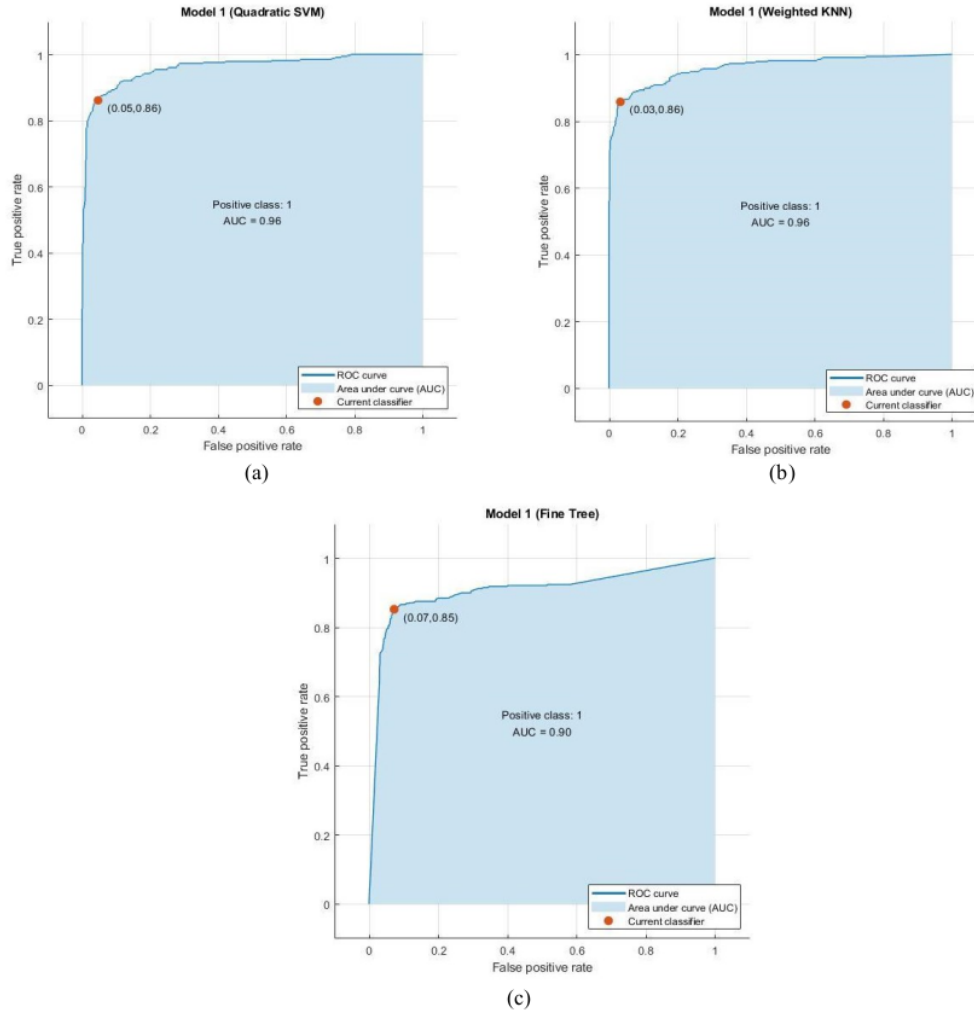 Model 1 (Quadratic SVM)
1
0.8
0.6
0.4
0.2
0
True positive rate
(0.05,0.86)
Positive class: 1
AUC = 0.96
ROC curve
Area under curve (AUC)
Current classifier
0 0.2 0.4 0.6 0.8 1
False positive rate
(a)
Model 1 (Weighted KNN)
1
0.8
0.6
0.4
0.2
0
True positive rate
(0.03,0.86)
Positive class: 1
AUC = 0.96
ROC curve
Area under curve (AUC)
Current classifier
0 0.2 0.4 0.6 0.8 1
False positive rate
(b)
Model 1 (Fine Tree)
1
0.8
0.6
0.4
0.2
0
True positive rate
(0.07,0.85)
Positive class: 1
AUC = 0.90
ROC curve
Area under curve (AUC)
Current classifier
0 0.2 0.4 0.6 0.8 1
False positive rate
(c)